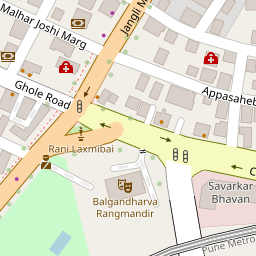 Malhar Joshi Marg
Jangli M
Appasaheb
Ghole Road
Rani Laxmibai
C
Balgandharva
Rangmandir
Savarkar
Bhavan
Pune Metro